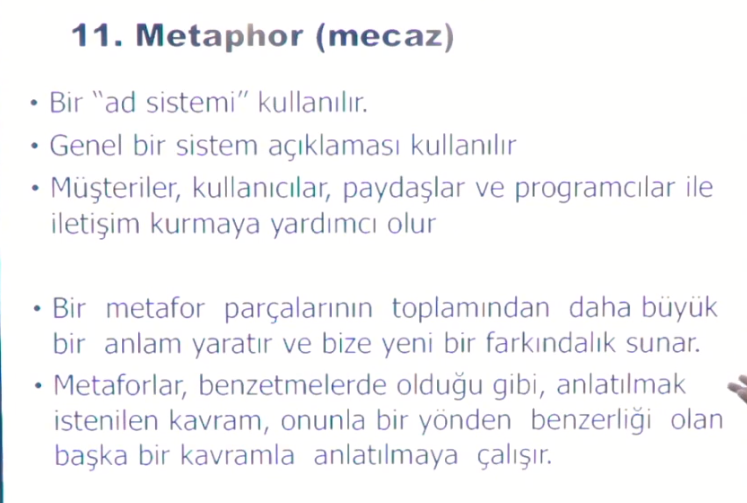 11. Metaphor (mecaz)
• Bir “ad sistemi” kullanılır.
• Genel bir sistem açıklaması kullanılır
• Müşteriler, kullanıcılar, paydaşlar ve programcılar ile
iletişim kurmaya yardımcı olur
• Bir metafor parçalarının toplamından daha büyük
bir anlam yaratır ve bize yeni bir farkındalık sunar.
• Metaforlar, benzetmelerde olduğu gibi, anlatılmak
istenilen kavram, onunla bir yönden benzerliği olan
başka bir kavramla anlatılmaya çalışır.